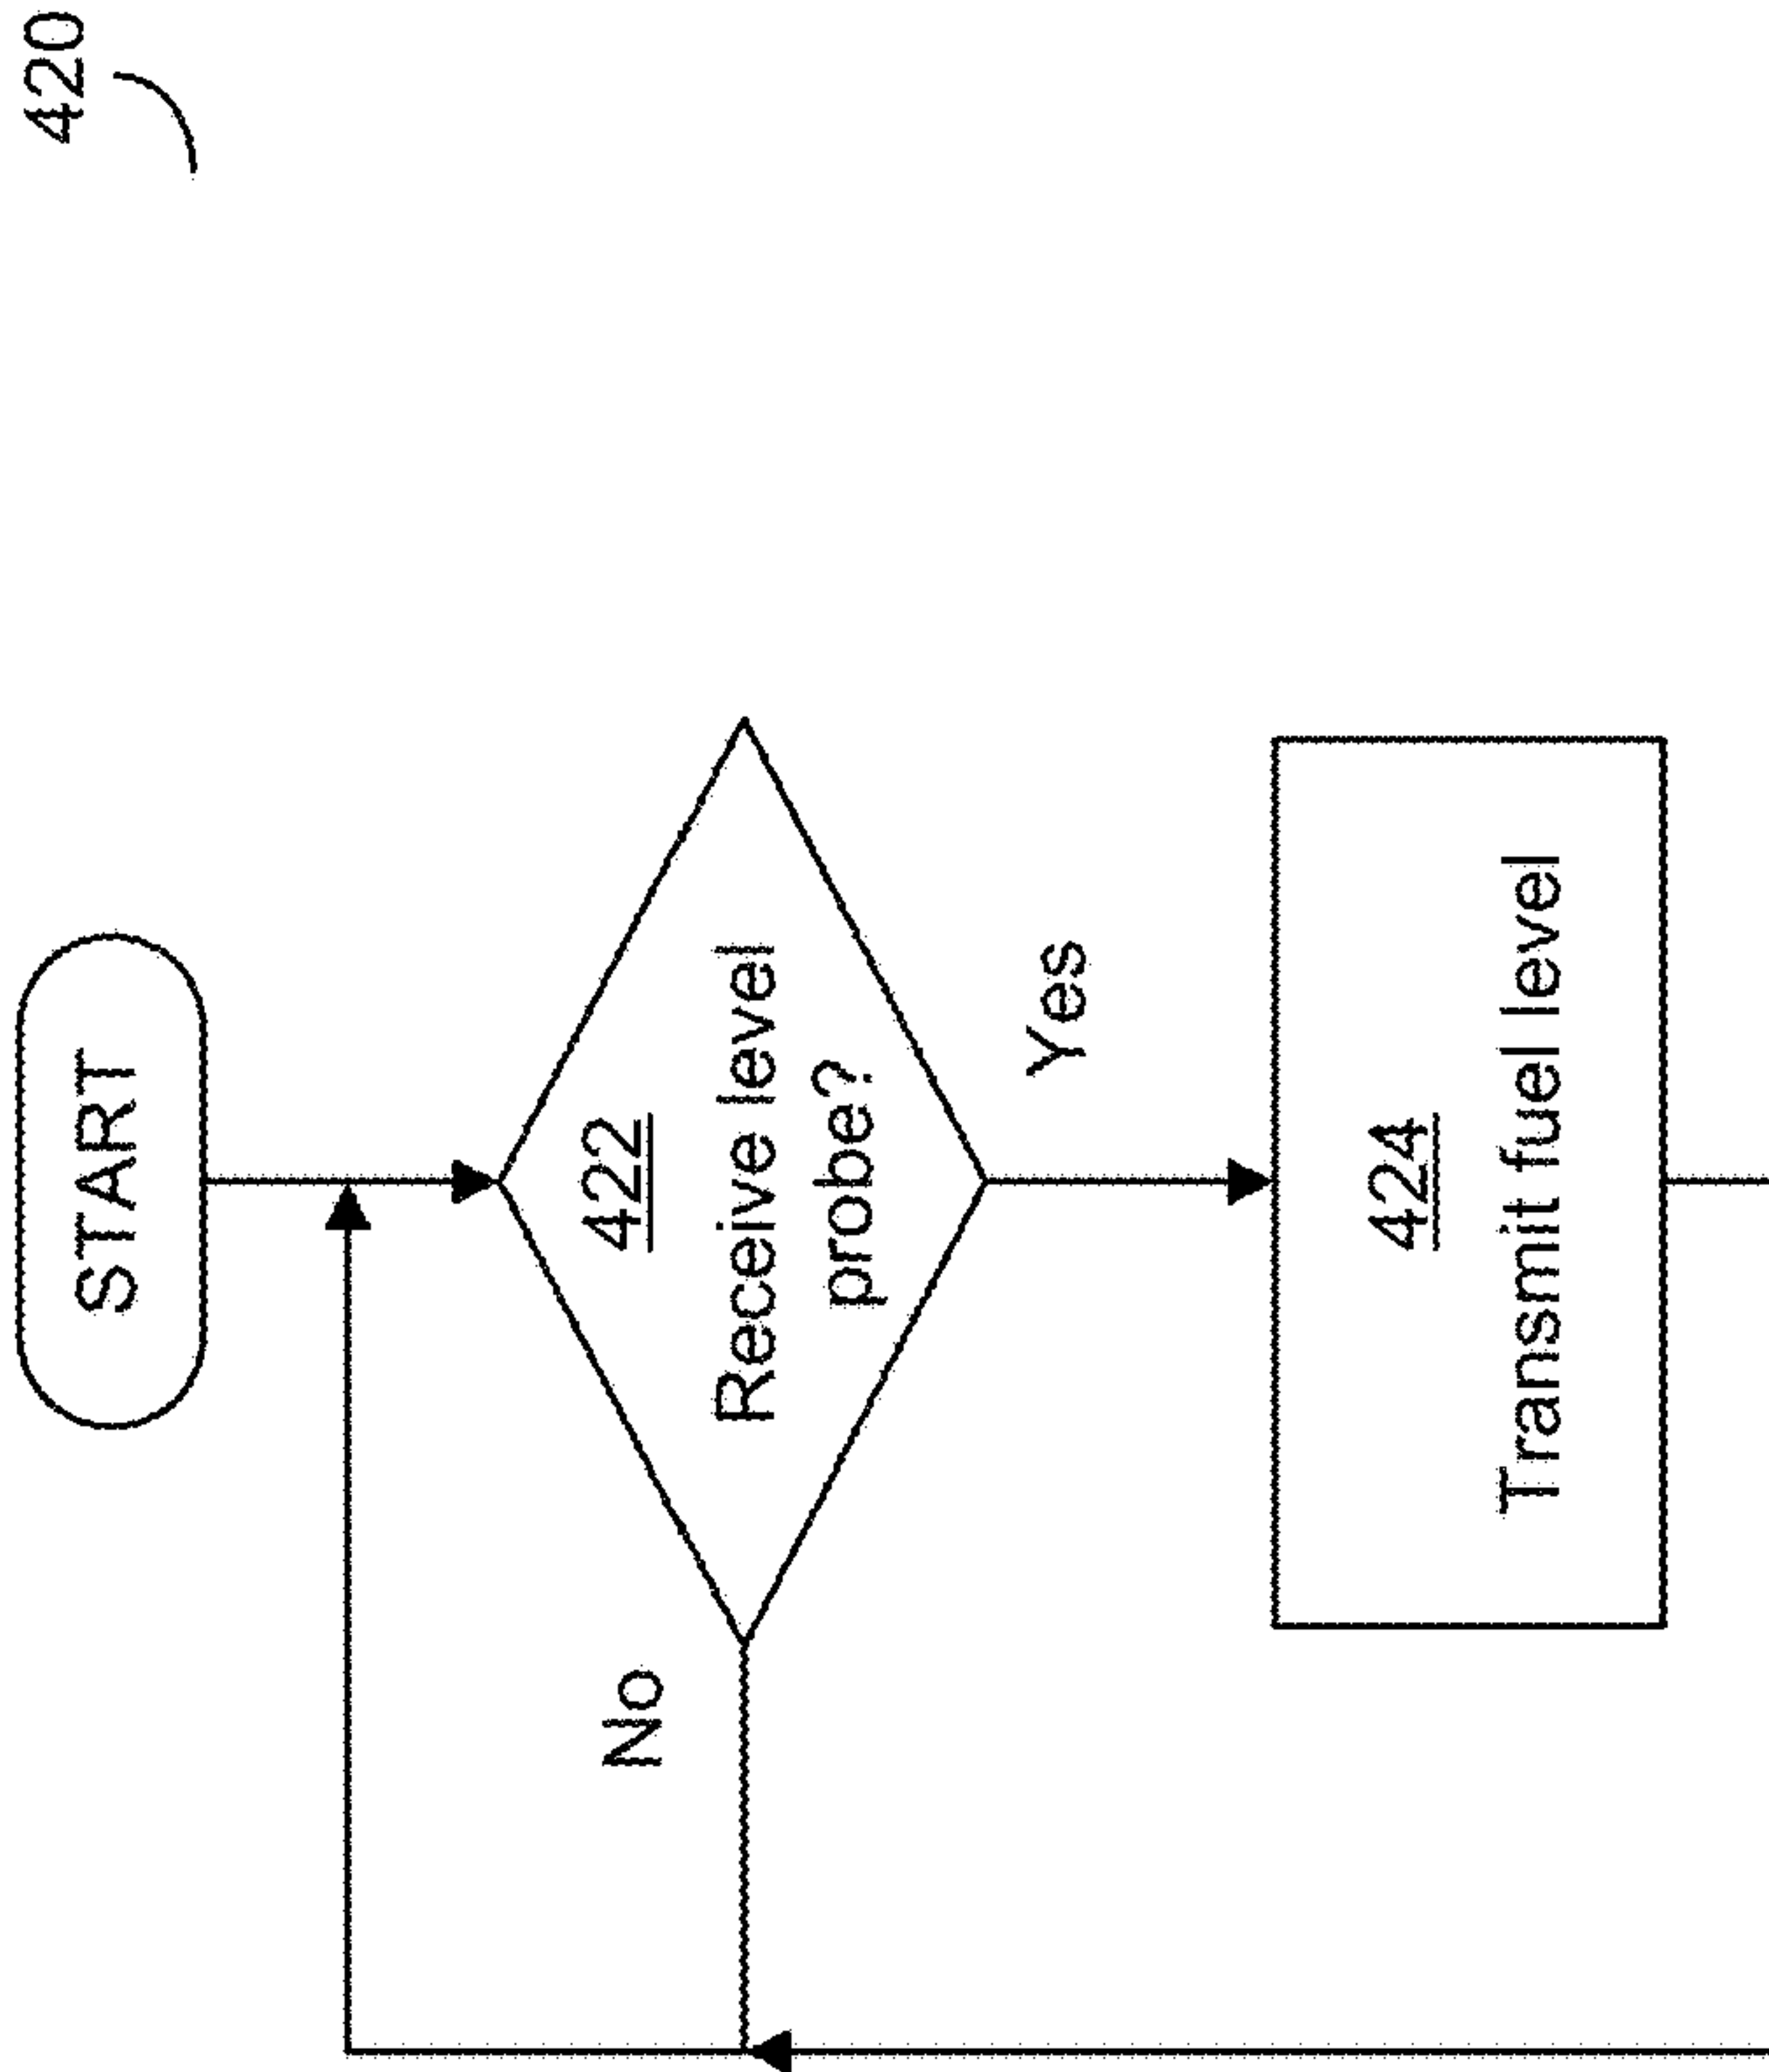 420
START
422
Receive level
probe?
No
Yes
424
Transmit fuel level